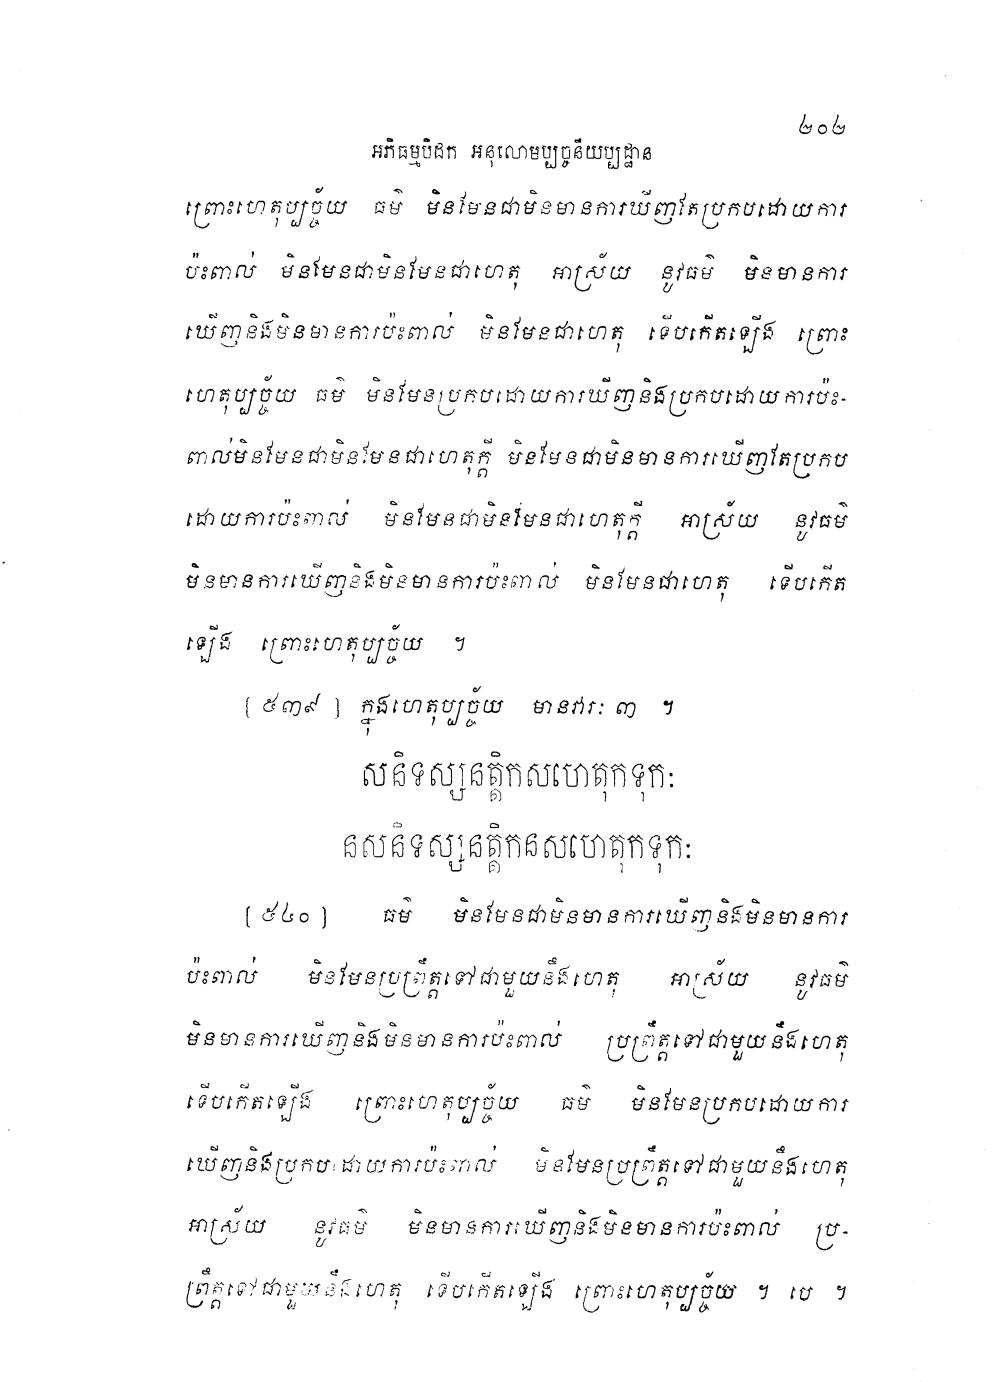 ២០២
អភិធម្មបិដក អនុលោមប្បច្ចនីយប្បដ្ឋាន
ព្រោះហេតុប្បច្ច័យ ធម៌ មិនមែនជាមិនមានការឃើញតែប្រកបដោយការ
ប៉ះពាល់ មិនមែនជាមិនមែនជាហេតុ អាស្រ័យ នូវធម៌ មិនមានការ
ឃើញនិងមិនមានការប៉ះពាល់ មិនមែនជាហេតុ ទើបកើតឡើង ព្រោះ
ហេតុប្បច្ច័យ ធម៌ មិនមែនប្រកបដោយការឃើញនិងប្រកបដោយការប៉ះ-
ពាល់មិនមែនជាមិនមែនជាហេតុក្តី មិនមែនជាមិនមានការឃើញតែប្រកប
ដោយការប៉ះពាល់ មិនមែនជាមិនមែនជាហេតុក្តី អាស្រ័យ នូវធម៌
មិនមានការឃើញនិងមិនមានការប៉ះពាល់ មិនមែនជាហេតុ ទើបកើត
ឡើង ព្រោះហេតុប្បច្ច័យ ។
[ ៥៣៩ ] ក្នុងហេតុប្បច្ច័យ មានវារៈ ៣ ។
សនិទស្សនត្តិកសហេតុកទុកៈ
នសនិទស្សនត្តិកនសហេតុកទុកៈ
[ ៥៤០ ] ធម៌ មិនមែនជាមិនមានការឃើញនិងមិនមានការ
ប៉ះពាល់ មិនមែនប្រព្រឹត្តទៅជាមួយនឹងហេតុ អាស្រ័យ នូវធម៌
មិនមានការឃើញនិងមិនមានការប៉ះពាល់ ប្រព្រឹត្តទៅជាមួយនឹងហេតុ
ទើបកើតឡើង ព្រោះហេតុប្បច្ច័យ ធម៌ មិនមែនប្រកបដោយការ
ឃើញនិងប្រកបដោយការប៉ះពាល់ មិនមែនប្រព្រឹត្តទៅជាមួយនឹងហេតុ
អាស្រ័យ នូវធម៌ មិនមានការឃើញនិងមិនមានការប៉ះពាល់ ប្រ-
ព្រឹត្តទៅជាមួយនឹងហេតុ ទើបកើតឡើង ព្រោះហេតុប្បច្ច័យ ។ បេ ។